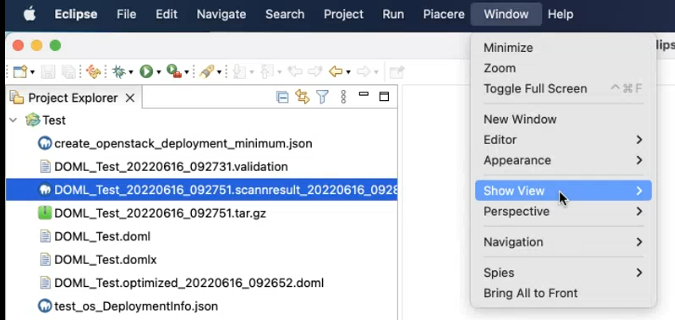 Eclipse File Edit Navigate Search Project Run Piacere Window Help
Project Explorer
Test
create_openstack_deployment_minimum.json
DOML_Test_20220616_092731.validation
DOML_Test_20220616_092751.scannresult_20220616_0928
DOML_Test_20220616_092751.tar.gz
DOML_Test.doml
DOML_Test.domlx
DOML_Test.optimized_20220616_092652.doml
test_os_DeploymentInfo.json
Minimize
Zoom
Toggle Full Screen ^⌘F
New Window
Editor
Appearance
Show View
Perspective
Navigation
Spies
Bring All to Front